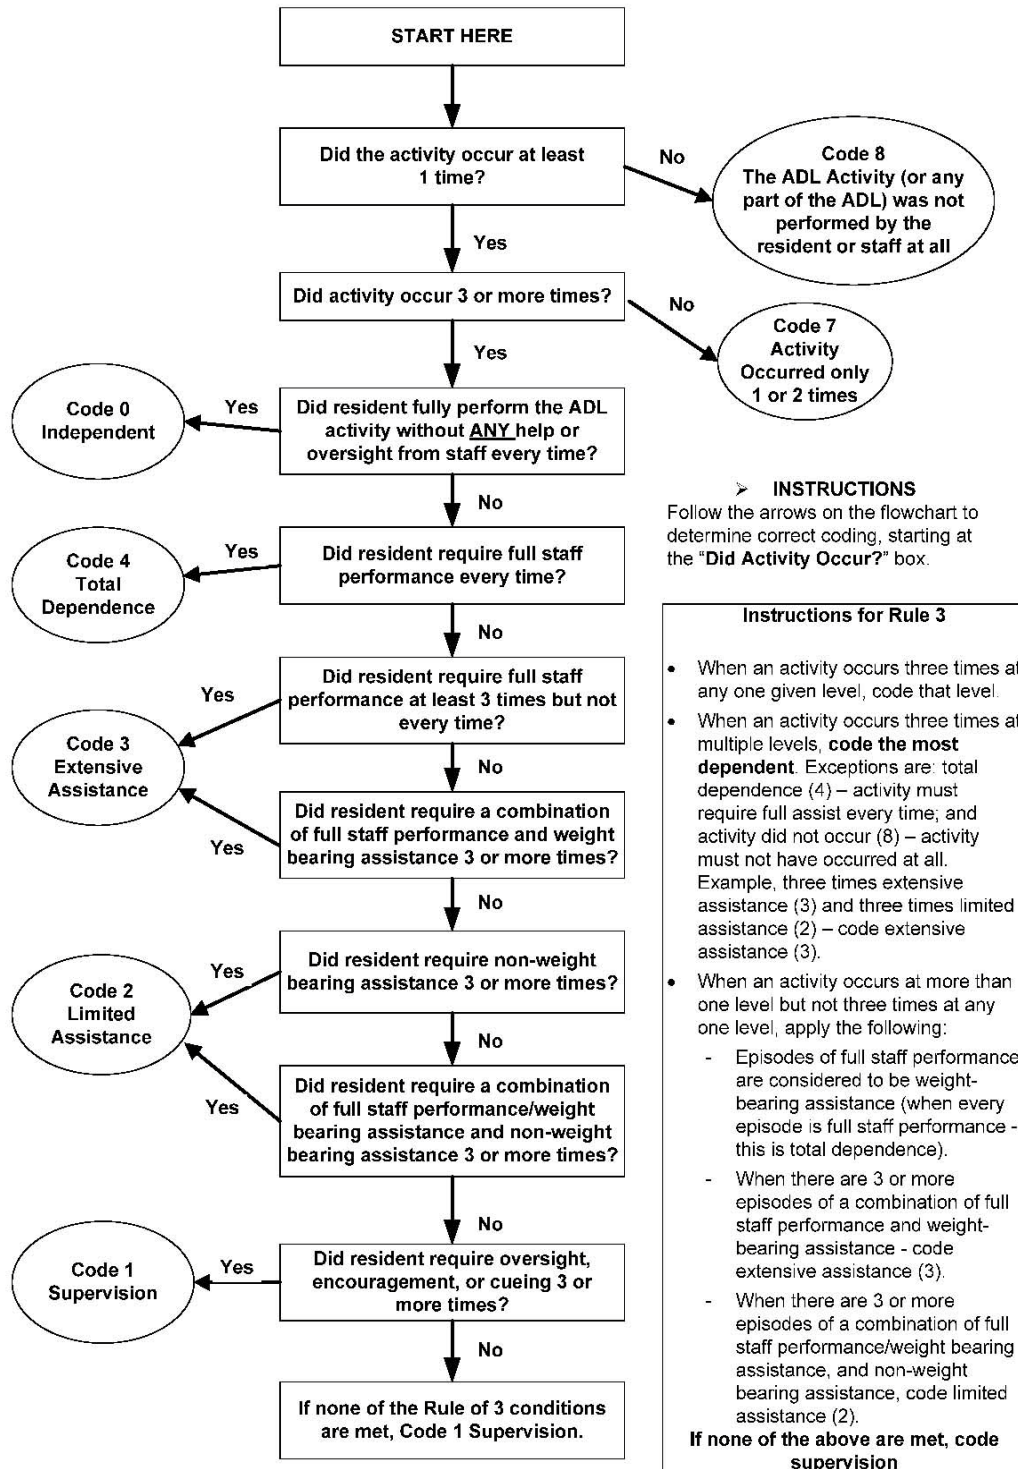 START HERE
Did the activity occur at least
1 time?
No
Code 8
The ADL Activity (or any
part of the ADL) was not
performed by the
resident or staff at all
Yes
Did activity occur 3 or more times?
No
Code 7
Activity
Occurred only
1 or 2 times
Yes
Did resident fully perform the ADL
activity without ANY help or
oversight from staff every time?
Yes
Code 0
Independent
No
Did resident require full staff
performance every time?
Yes
Code 4
Total
Dependence
No
Did resident require full staff
performance at least 3 times but not
every time?
Yes
Code 3
Extensive
Assistance
No
Did resident require a combination
of full staff performance and weight
bearing assistance 3 or more times?
Yes
No
Did resident require non-weight
bearing assistance 3 or more times?
Yes
Code 2
Limited
Assistance
No
Did resident require a combination
of full staff performance/weight
bearing assistance and non-weight
bearing assistance 3 or more times?
Yes
No
Did resident require oversight,
encouragement, or cueing 3 or
more times?
Yes
Code 1
Supervision
No
If none of the Rule of 3 conditions
are met, Code 1 Supervision.
➢ INSTRUCTIONS
Follow the arrows on the flowchart to
determine correct coding, starting at
the “Did Activity Occur?” box.
Instructions for Rule 3
• When an activity occurs three times at
any one given level, code that level.
• When an activity occurs three times at
multiple levels, code the most
dependent. Exceptions are: total
dependence (4) – activity must
require full assist every time; and
activity did not occur (8) – activity
must not have occurred at all.
Example, three times extensive
assistance (3) and three times limited
assistance (2) – code extensive
assistance (3).
• When an activity occurs at more than
one level but not three times at any
one level, apply the following:
- Episodes of full staff performance
are considered to be weight-
bearing assistance (when every
episode is full staff performance -
this is total dependence).
- When there are 3 or more
episodes of a combination of full
staff performance and weight-
bearing assistance - code
extensive assistance (3).
- When there are 3 or more
episodes of a combination of full
staff performance/weight bearing
assistance, and non-weight
bearing assistance, code limited
assistance (2).
If none of the above are met, code
supervision